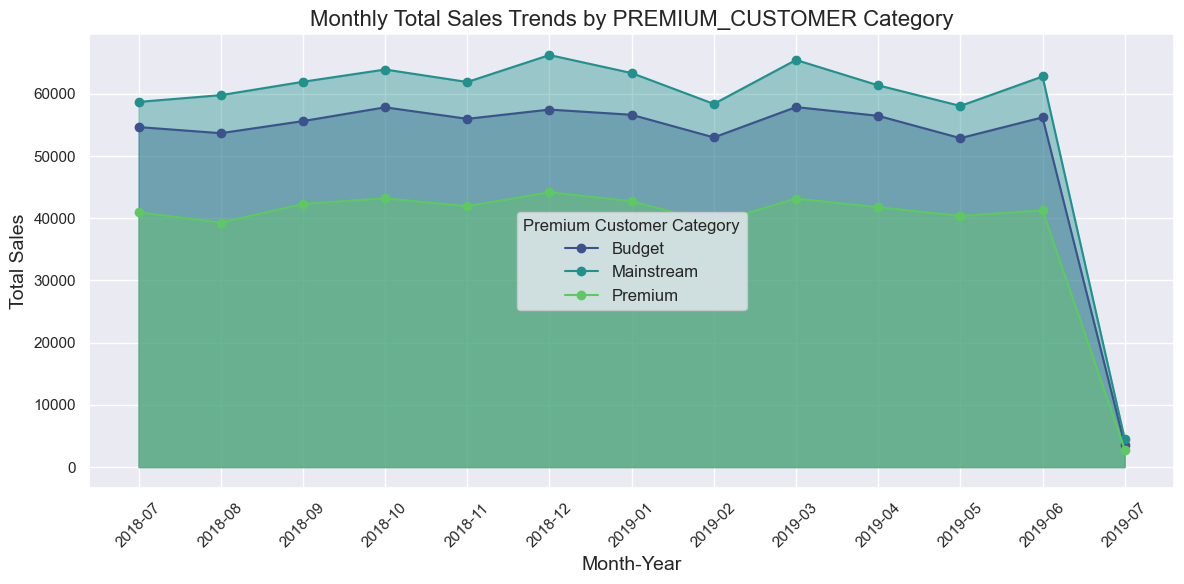 Monthly Total Sales Trends by PREMIUM_CUSTOMER Category
Total Sales
60000
50000
40000
30000
20000
10000
0
Premium Customer Category
Budget
Mainstream
Premium
2018-07
2018-08
2018-09
2018-10
2018-11
2018-12
2019-01
2019-02
2019-03
2019-04
2019-05
2019-06
2019-07
Month-Year